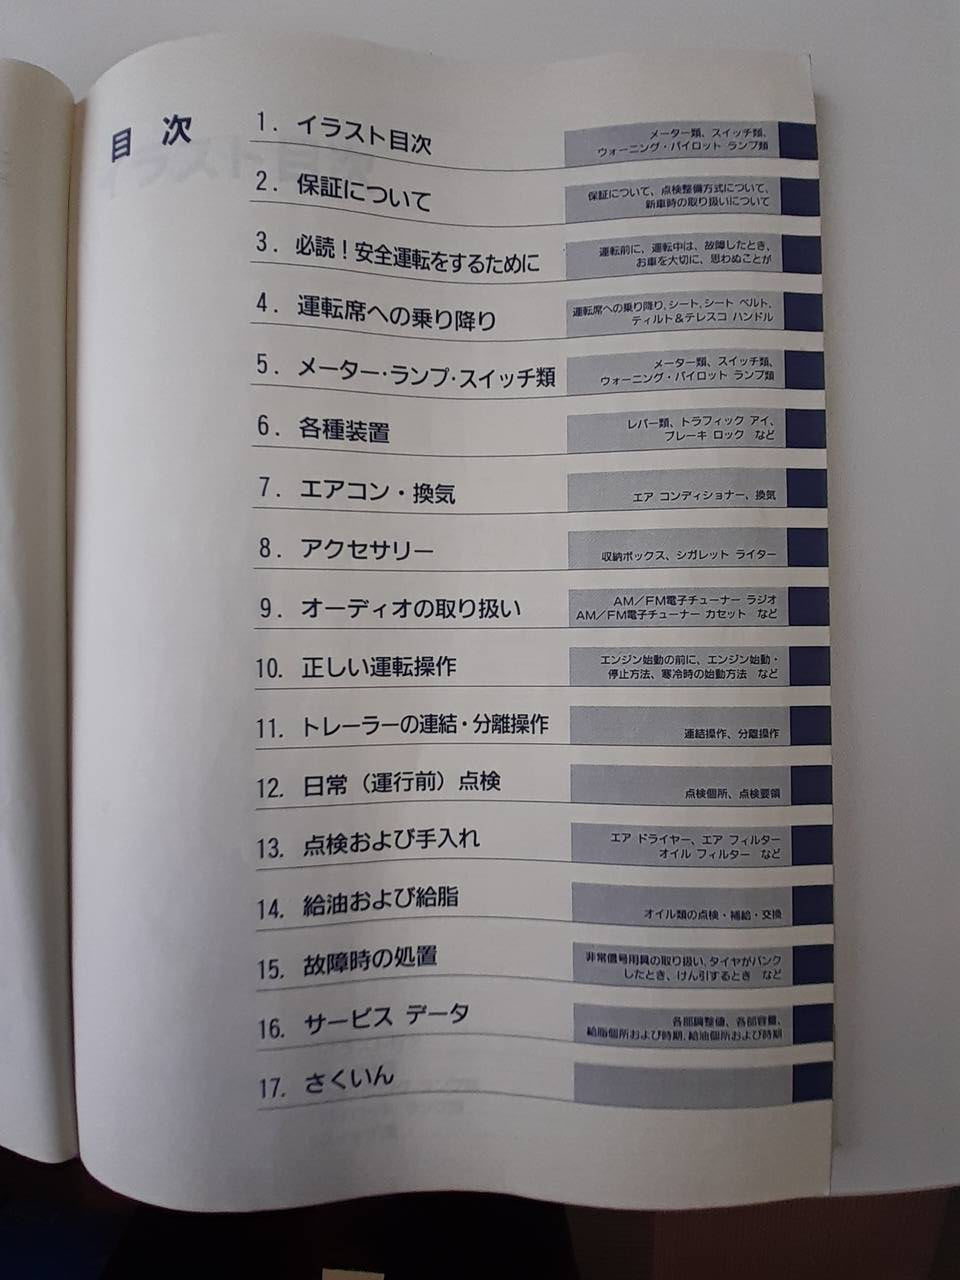 目 次
1. イラスト目次
メーター類、スイッチ類、
ウォーニング・パイロット ランプ類
2. 保証について
保証について、点検整備方式について、
新車時の取り扱いについて
3. 必読！安全運転をするために
運転前に、運転中は、故障したとき、
お車を大切に、思わぬことが
4. 運転席への乗り降り
運転席への乗り降り、シート、シート ベルト、
ティルト＆テレスコ ハンドル
5. メーター・ランプ・スイッチ類
メーター類、スイッチ類、
ウォーニング・パイロット ランプ類
6. 各種装置
レバー類、トラフィック アイ、
ブレーキ ロック など
7. エアコン・換気
エア コンディショナー、換気
8. アクセサリー
収納ボックス、シガレット ライター
9. オーディオの取り扱い
AM／FM電子チューナー ラジオ
AM／FM電子チューナー カセット など
10. 正しい運転操作
エンジン始動の前に、エンジン始動・
停止方法、寒冷時の始動方法 など
11. トレーラーの連結・分離操作
連結操作、分離操作
12. 日常（運行前）点検
点検個所、点検要領
13. 点検および手入れ
エア ドライヤー、エア フィルター
オイル フィルター など
14. 給油および給脂
オイル類の点検・補給・交換
15. 故障時の処置
非常信号用具の取り扱い、タイヤがパンク
したとき、けん引するとき など
16. サービス データ
各部調整値、各部容量、
給脂個所および時期、給油個所および時期
17. さくいん